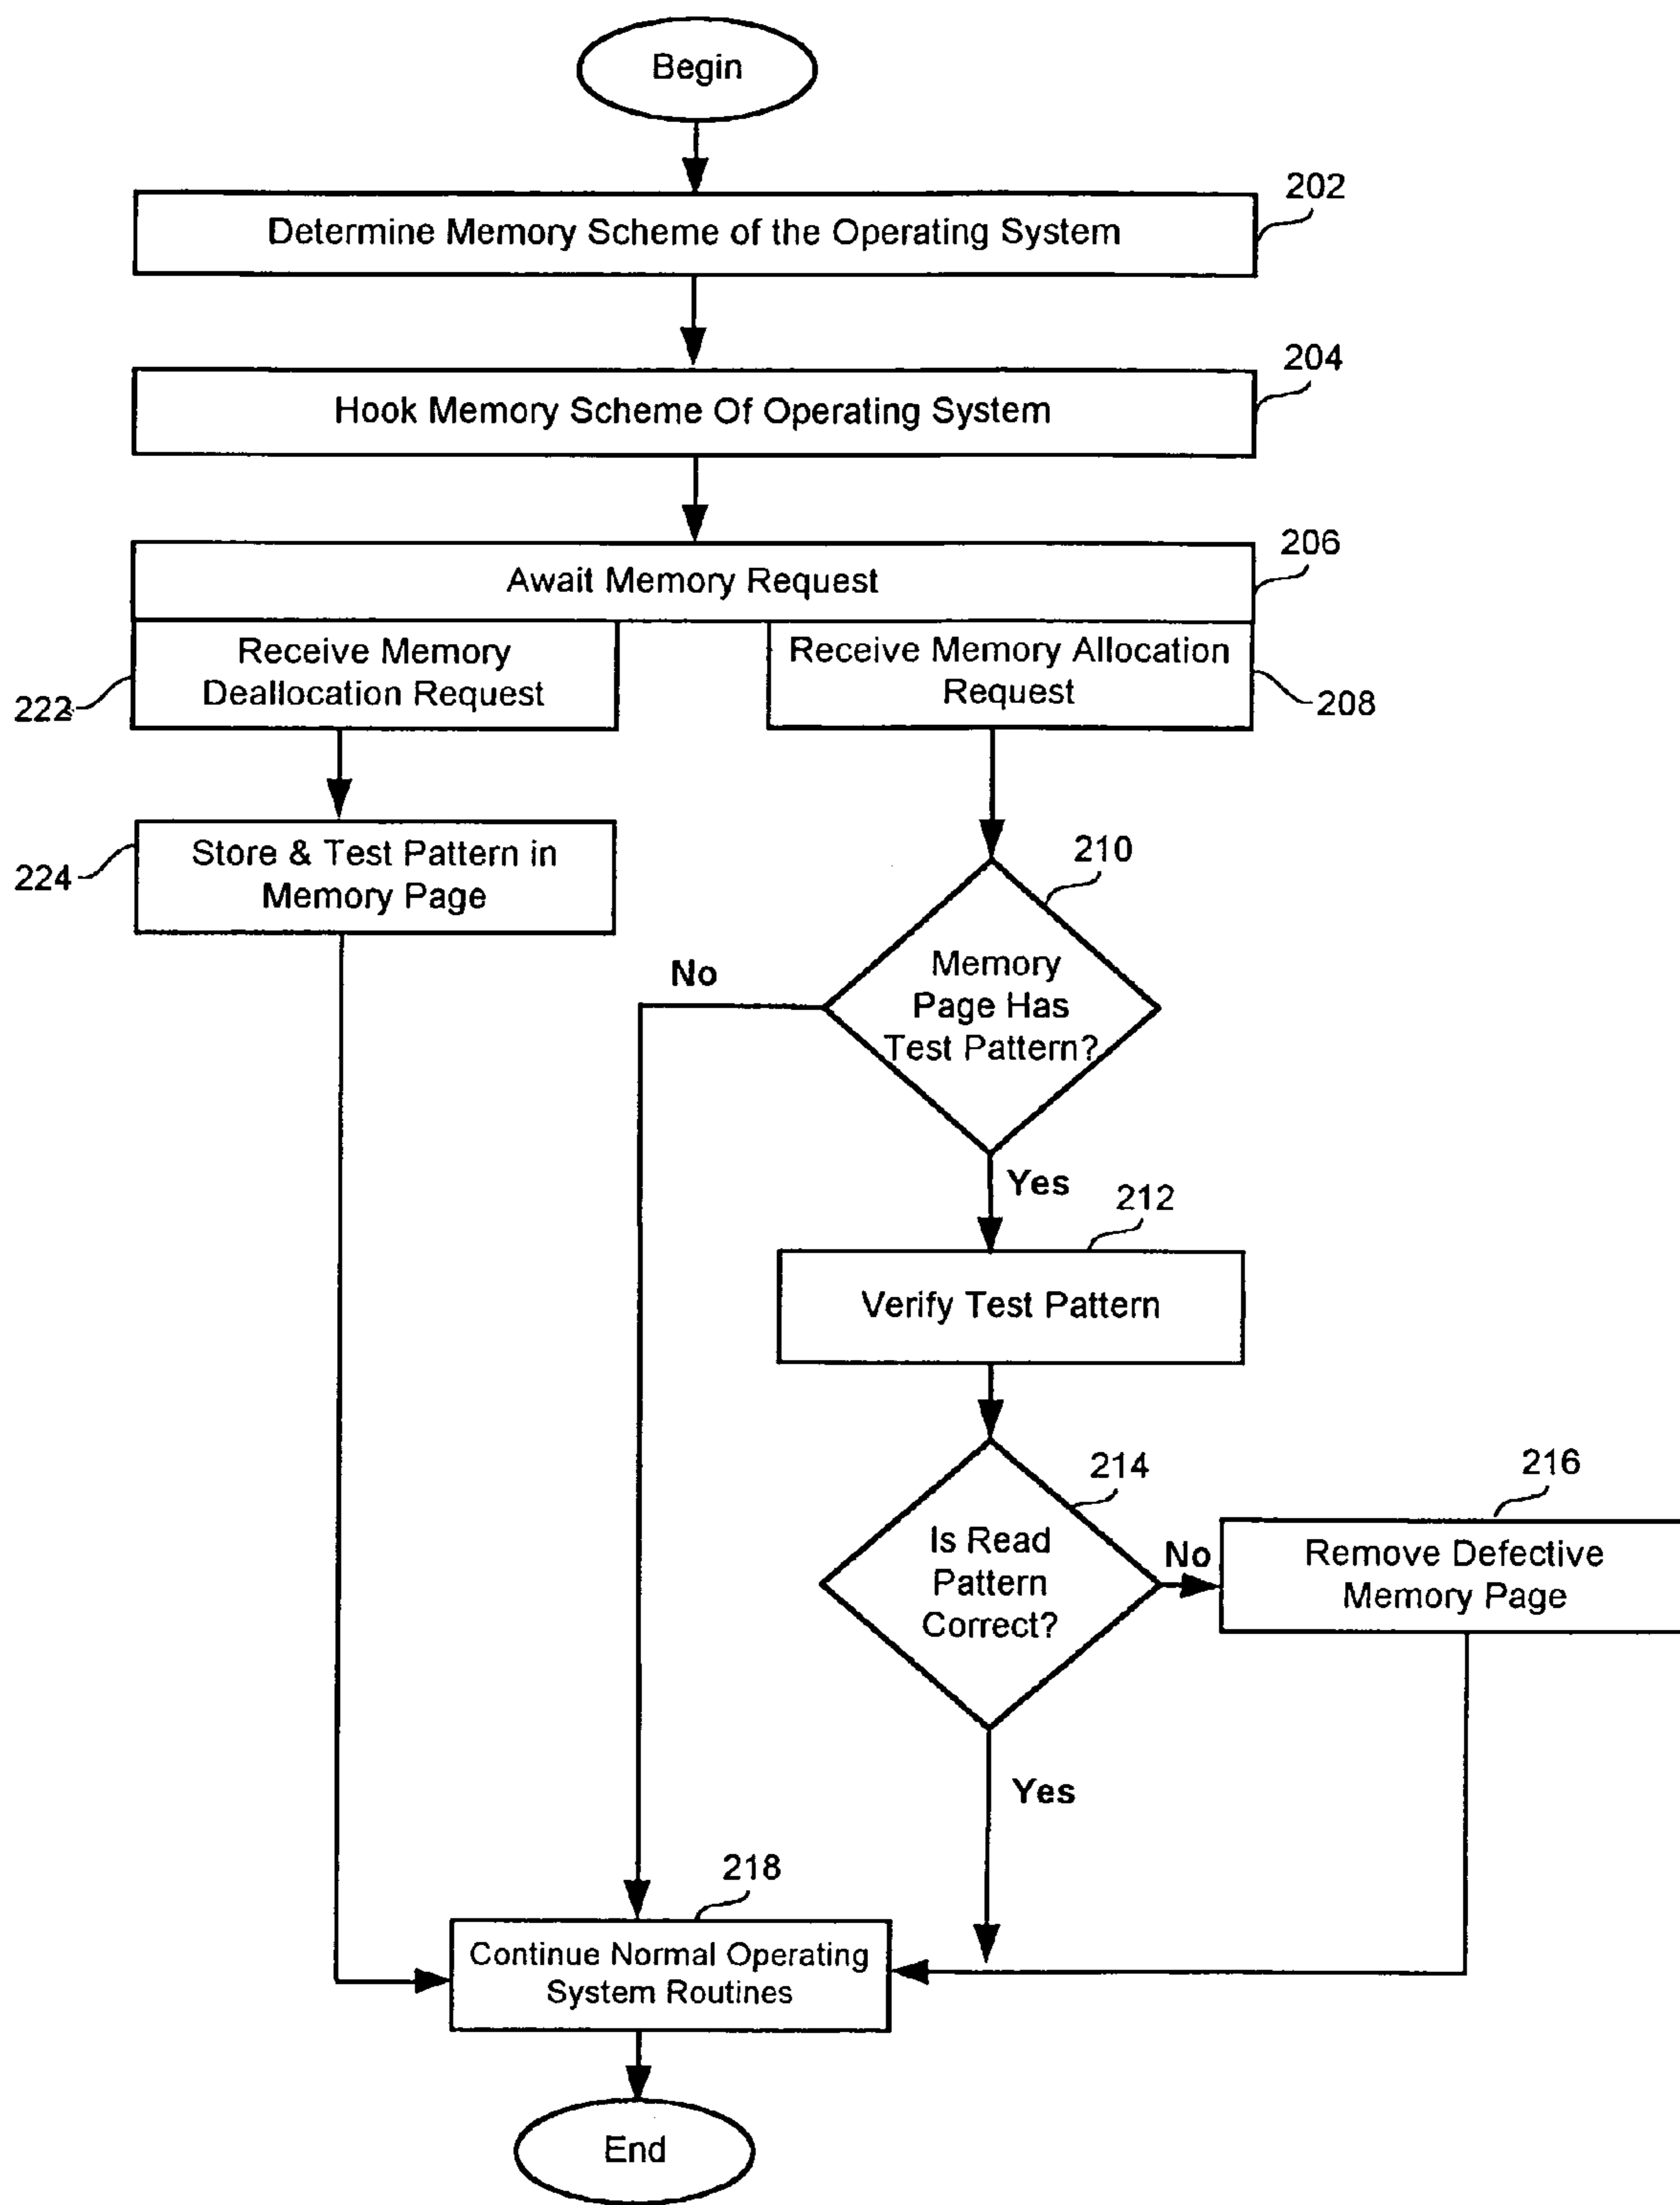 Begin
202
Determine Memory Scheme of the Operating System
204
Hook Memory Scheme Of Operating System
206
Await Memory Request
Receive Memory
Deallocation Request
222
Receive Memory Allocation
Request
208
Store & Test Pattern in
Memory Page
224
210
Memory
Page Has
Test Pattern?
No
Yes
212
Verify Test Pattern
214
Is Read
Pattern
Correct?
No
216
Remove Defective
Memory Page
Yes
218
Continue Normal Operating
System Routines
End